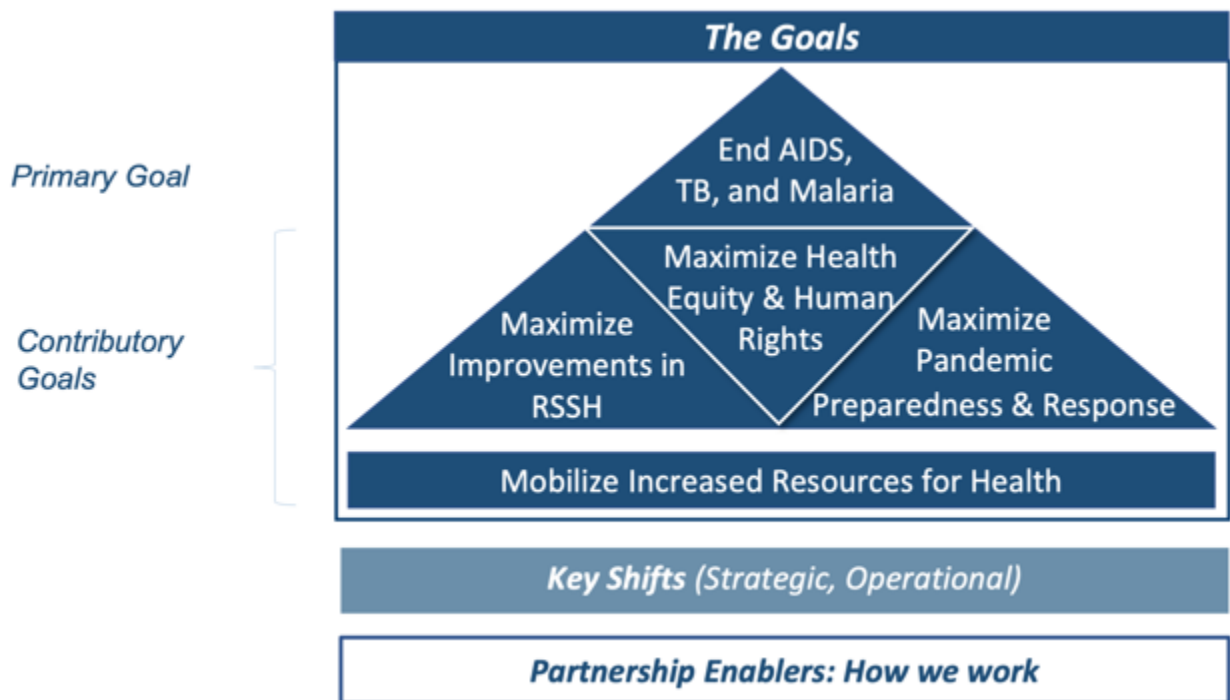 The Goals
Primary Goal
End AIDS,
TB, and Malaria
Contributory
Goals
Maximize Health
Equity & Human
Rights
Maximize
Improvements in
RSSH
Maximize
Pandemic
Preparedness & Response
Mobilize Increased Resources for Health
Key Shifts (Strategic, Operational)
Partnership Enablers: How we work